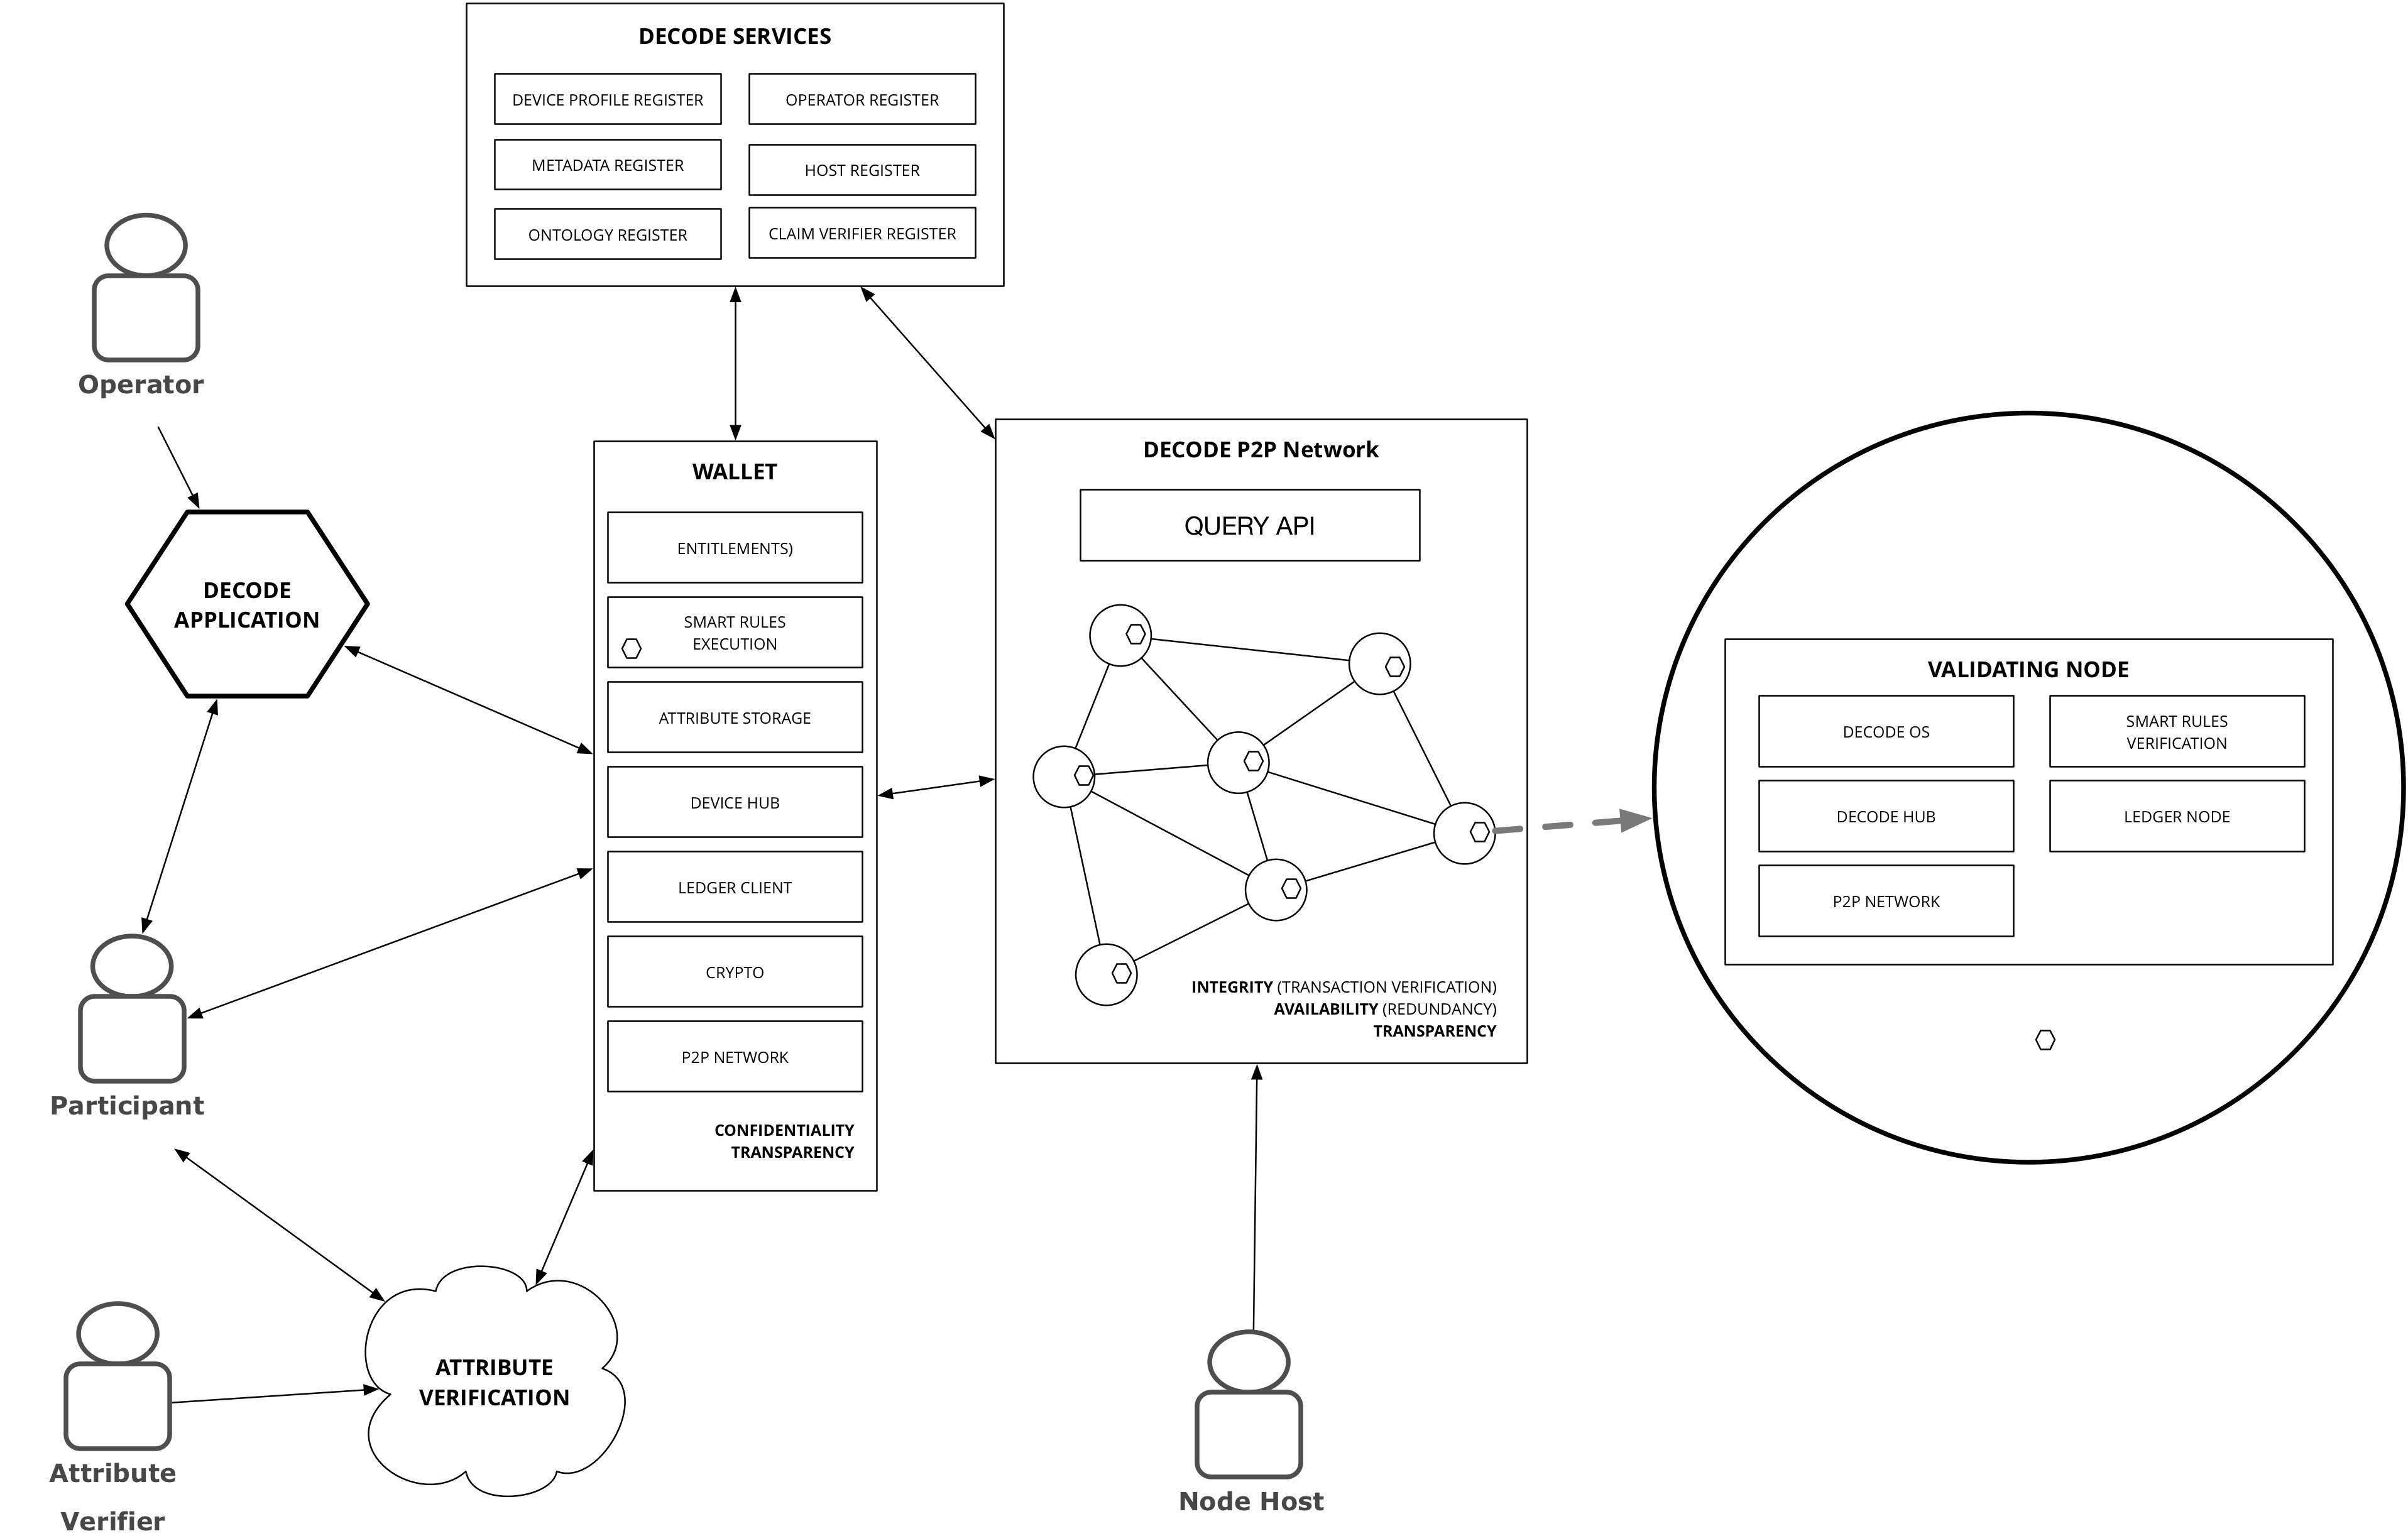 DECODE SERVICES
DEVICE PROFILE REGISTER
OPERATOR REGISTER
METADATA REGISTER
HOST REGISTER
ONTOLOGY REGISTER
CLAIM VERIFIER REGISTER
Operator
DECODE
APPLICATION
Participant
Attribute
Verifier
ATTRIBUTE
VERIFICATION
WALLET
ENTITLEMENTS)
SMART RULES
EXECUTION
ATTRIBUTE STORAGE
DEVICE HUB
LEDGER CLIENT
CRYPTO
P2P NETWORK
CONFIDENTIALITY
TRANSPARENCY
DECODE P2P Network
QUERY API
INTEGRITY (TRANSACTION VERIFICATION)
AVAILABILITY (REDUNDANCY)
TRANSPARENCY
Node Host
VALIDATING NODE
DECODE OS
SMART RULES
VERIFICATION
DECODE HUB
LEDGER NODE
P2P NETWORK